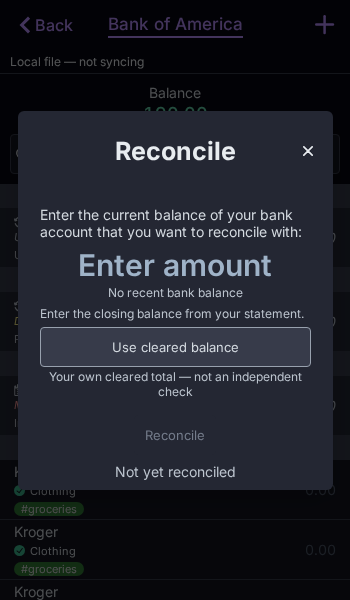 Back
Bank of America
Local file — not syncing
Balance
Reconcile
Enter the current balance of your bank
account that you want to reconcile with:
Enter amount
No recent bank balance
Enter the closing balance from your statement.
Use cleared balance
Your own cleared total — not an independent
check
Reconcile
Not yet reconciled
Clothing
0.00
#groceries
Kroger
Clothing
0.00
#groceries
Kroger